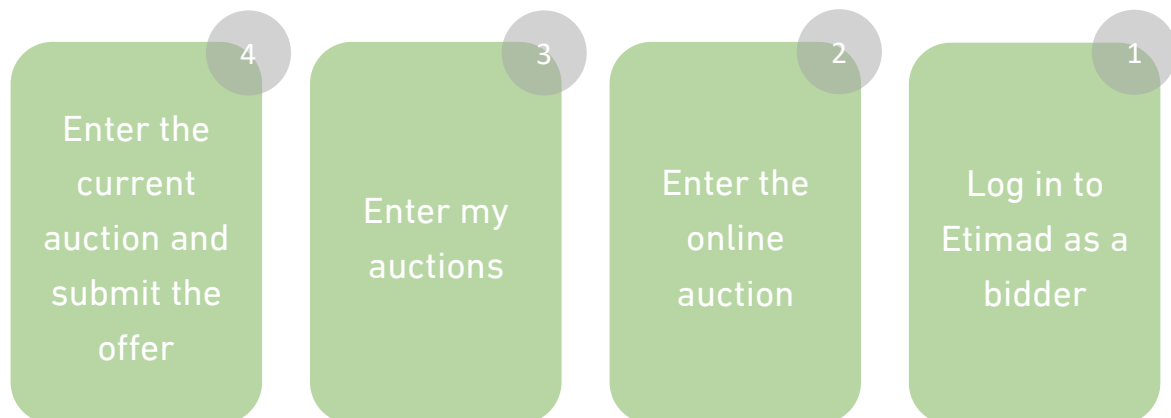 1
Log in to
Etimad as a
bidder
2
Enter the
online
auction
3
Enter my
auctions
4
Enter the
current
auction and
submit the
offer